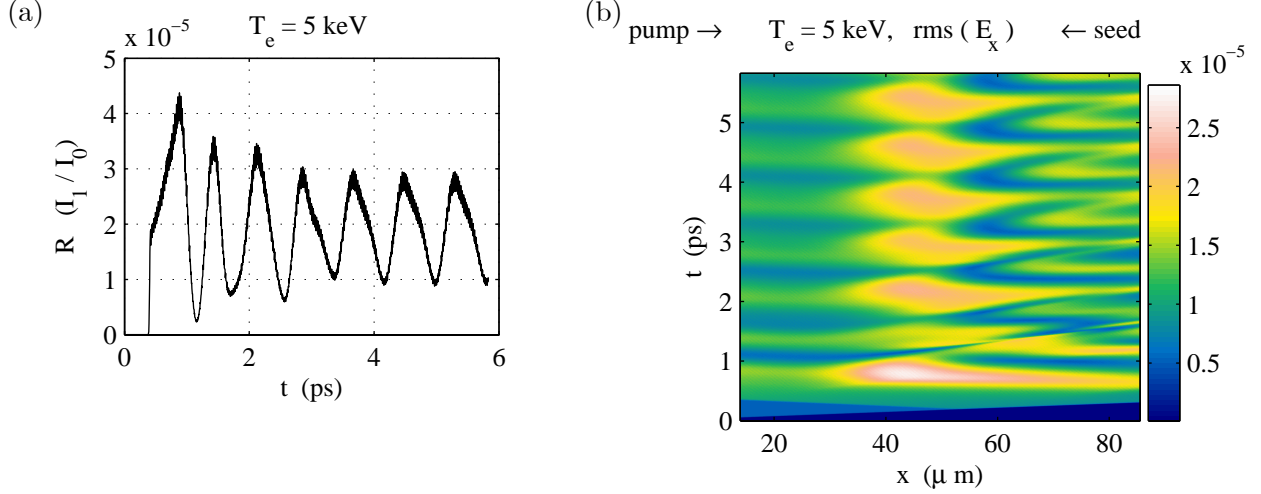 (a)
T_e = 5 keV
x 10^-5
R (I_1 / I_0)
5
4
3
2
1
0
0 2 4 6
t (ps)
(b)
pump → T_e = 5 keV, rms ( E_x ) ← seed
x 10^-5
t (ps)
5
4
3
2
1
0
20 40 60 80
x (μ m)
2.5
2
1.5
1
0.5